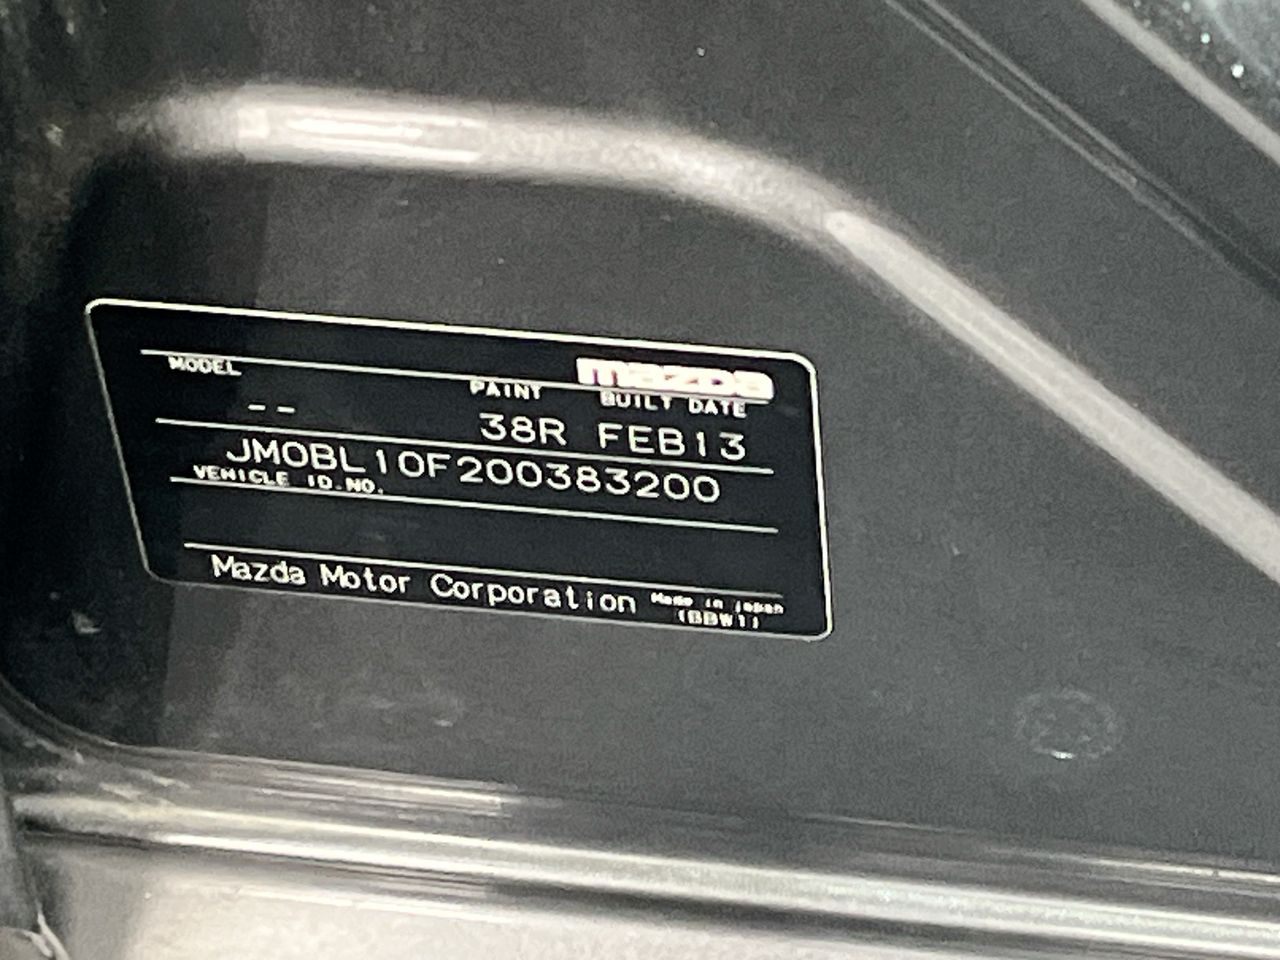 mazda
MODEL PAINT BUILT DATE
-- 38R FEB13
JM0BL10F200383200
VEHICLE ID.NO.
Mazda Motor Corporation Made in japan
(BBW1)